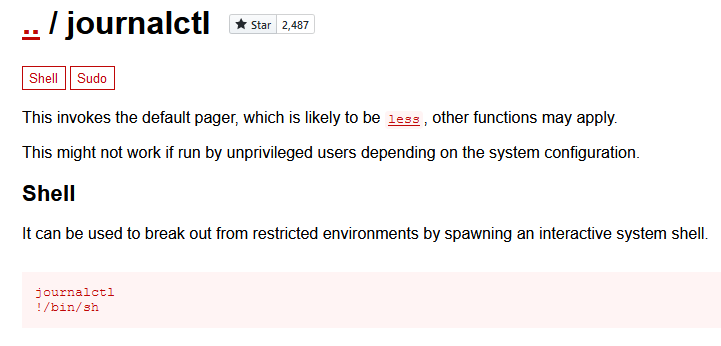 .. / journalctl
Star 2,487
Shell Sudo
This invokes the default pager, which is likely to be less, other functions may apply.
This might not work if run by unprivileged users depending on the system configuration.
Shell
It can be used to break out from restricted environments by spawning an interactive system shell.
journalctl
!/bin/sh